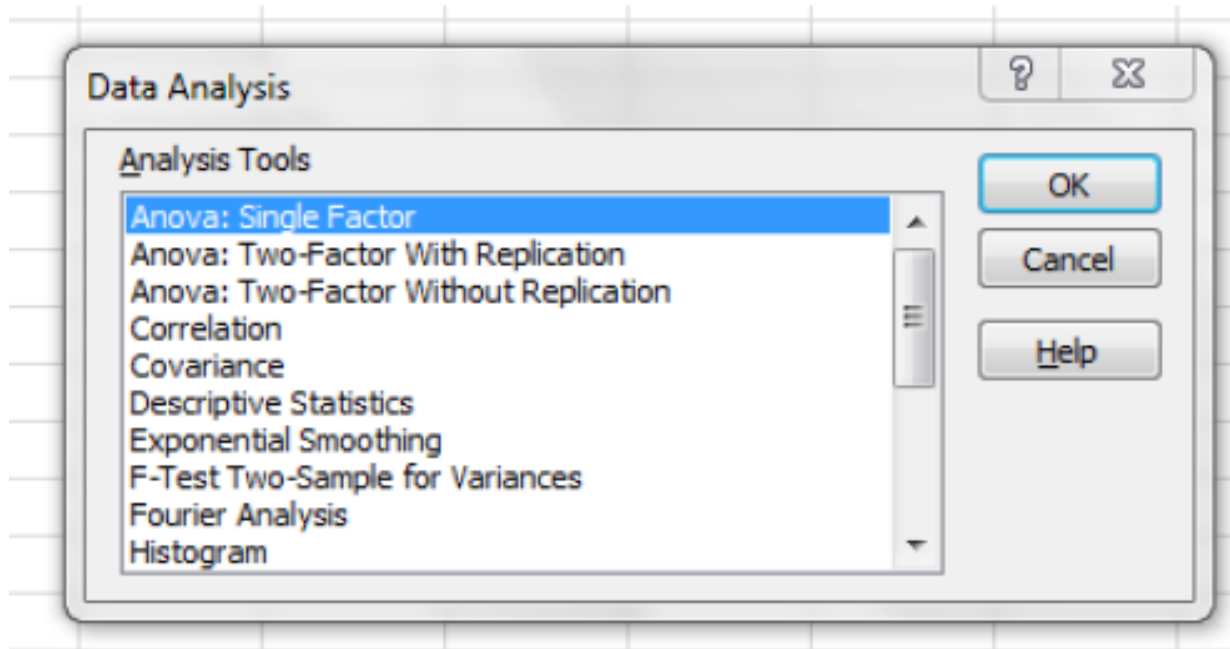 Data Analysis
Analysis Tools
Anova: Single Factor
Anova: Two-Factor With Replication
Anova: Two-Factor Without Replication
Correlation
Covariance
Descriptive Statistics
Exponential Smoothing
F-Test Two-Sample for Variances
Fourier Analysis
Histogram
OK
Cancel
Help